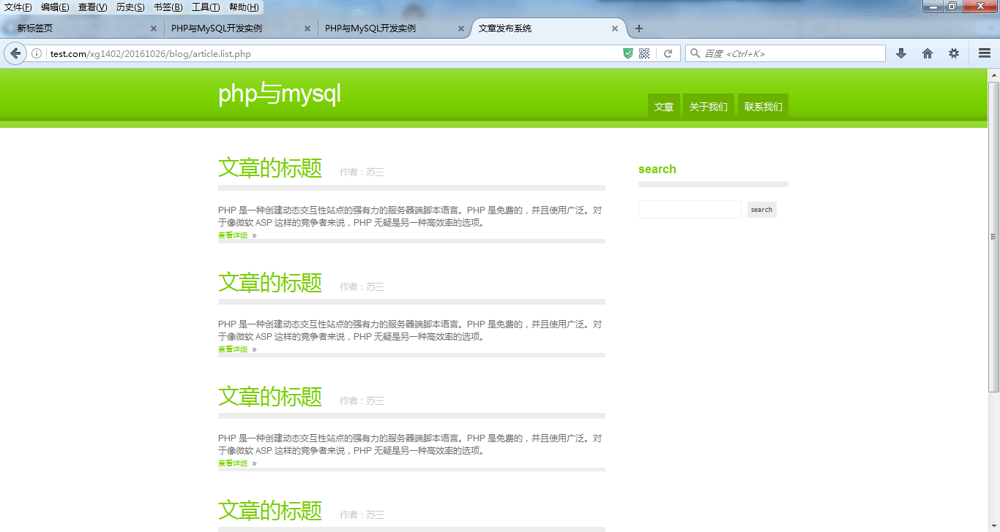 文件(F) 编辑(E) 查看(V) 历史(S) 书签(B) 工具(T) 帮助(H)
新标签页 PHP与MySQL开发实例 PHP与MySQL开发实例 文章发布系统
test.com/xg1402/20161026/blog/article.list.php 百度 <Ctrl+K>
php与mysql
文章 关于我们 联系我们
文章的标题 作者：苏三
PHP 是一种创建动态交互性站点的强有力的服务器端脚本语言。PHP 是免费的，并且使用广泛。对
于像微软 ASP 这样的竞争者来说，PHP 无疑是另一种高效率的选项。
查看详细 »
文章的标题 作者：苏三
PHP 是一种创建动态交互性站点的强有力的服务器端脚本语言。PHP 是免费的，并且使用广泛。对
于像微软 ASP 这样的竞争者来说，PHP 无疑是另一种高效率的选项。
查看详细 »
文章的标题 作者：苏三
PHP 是一种创建动态交互性站点的强有力的服务器端脚本语言。PHP 是免费的，并且使用广泛。对
于像微软 ASP 这样的竞争者来说，PHP 无疑是另一种高效率的选项。
查看详细 »
文章的标题 作者：苏三
search
search